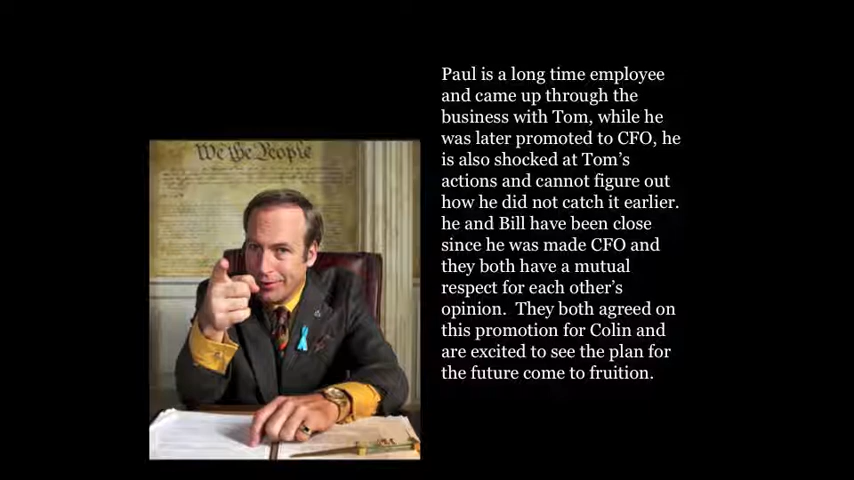 We the People
Paul is a long time employee
and came up through the
business with Tom, while he
was later promoted to CFO, he
is also shocked at Tom's
actions and cannot figure out
how he did not catch it earlier.
he and Bill have been close
since he was made CFO and
they both have a mutual
respect for each other's
opinion.  They both agreed on
this promotion for Colin and
are excited to see the plan for
the future come to fruition.